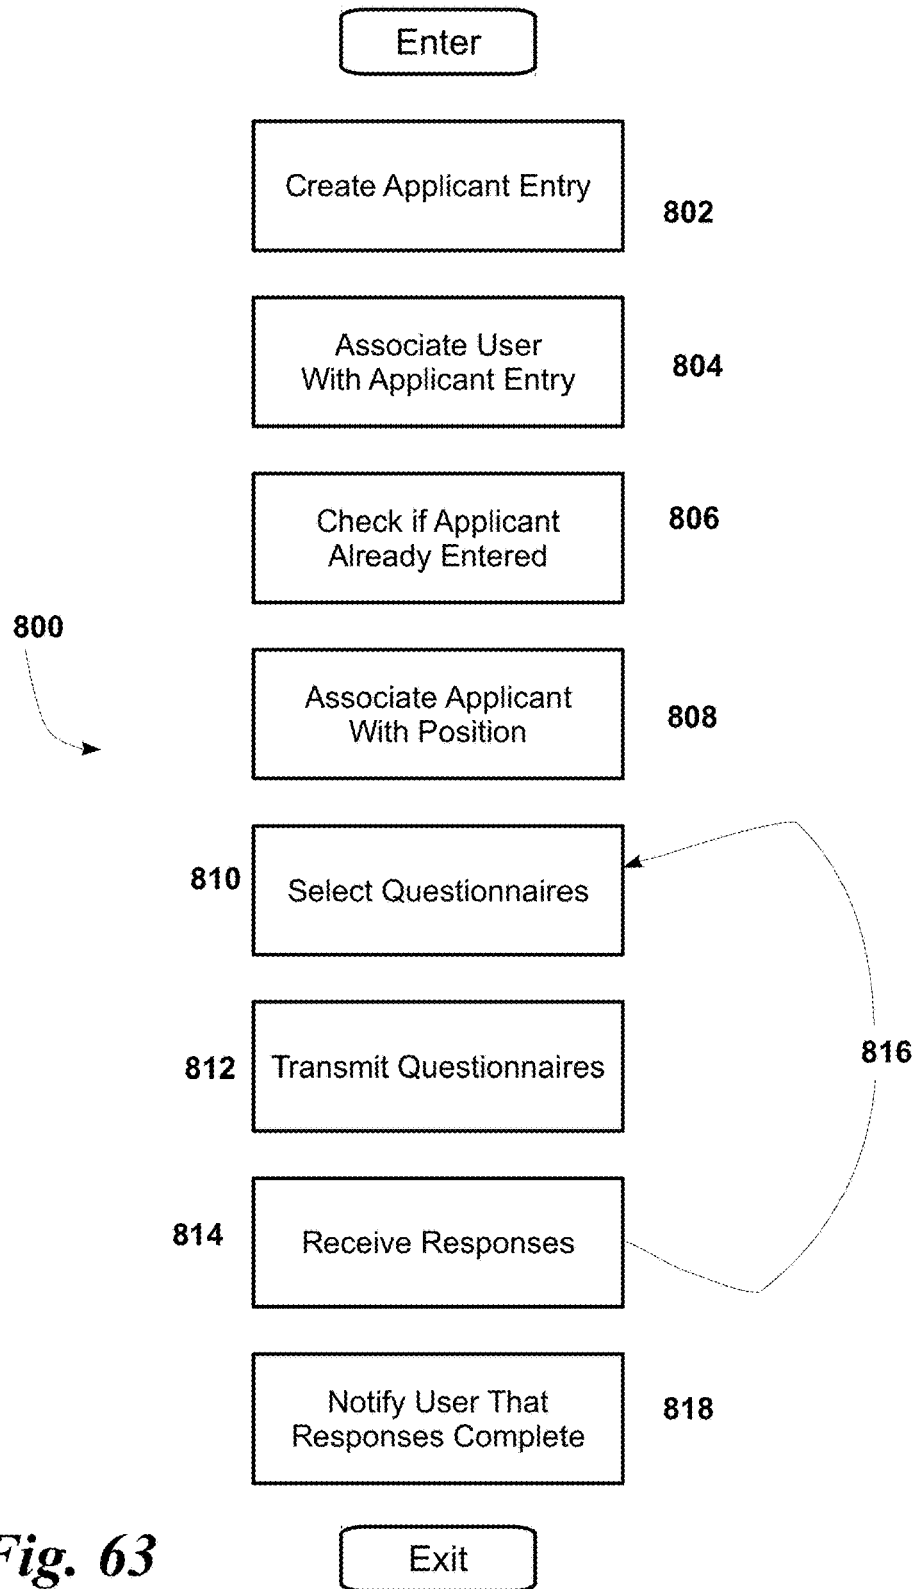 Enter
Create Applicant Entry
802
Associate User
With Applicant Entry
804
Check if Applicant
Already Entered
806
800
Associate Applicant
With Position
808
810
Select Questionnaires
812
Transmit Questionnaires
816
814
Receive Responses
Notify User That
Responses Complete
818
Fig. 63
Exit